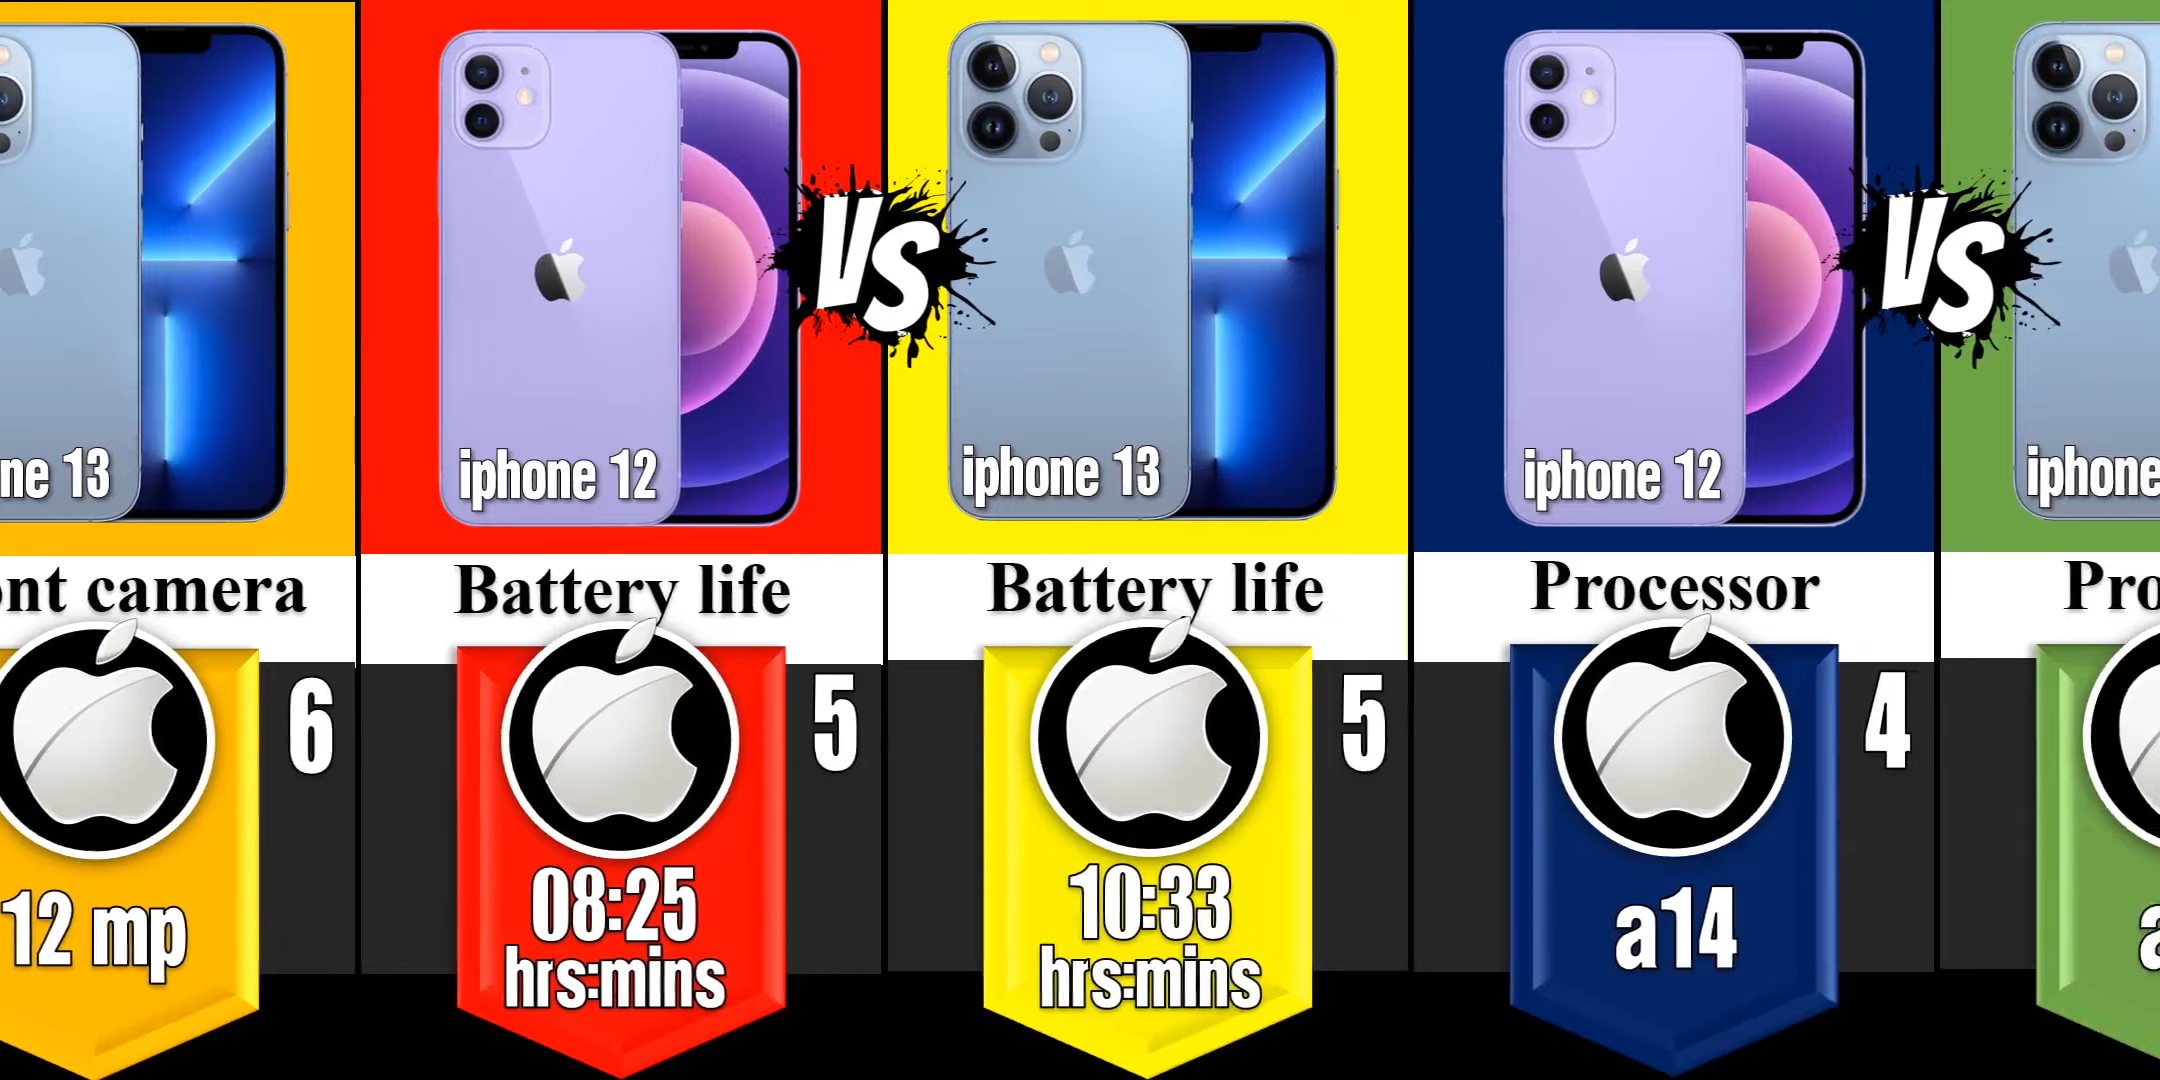 ne 13
ont camera
6
12 mp
iphone 12
Battery life
5
08:25
hrs:mins
VS
iphone 13
Battery life
5
10:33
hrs:mins
iphone 12
Processor
4
a14
VS
iphone
Pro
a